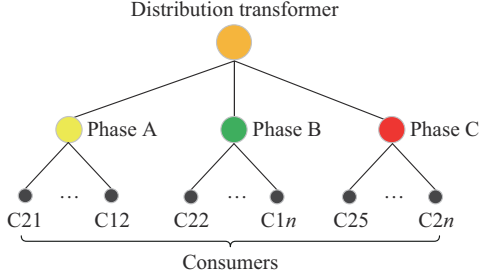 Distribution transformer
Phase A Phase B Phase C
C21 ... C12 C22 ... C1n C25 ... C2n
Consumers